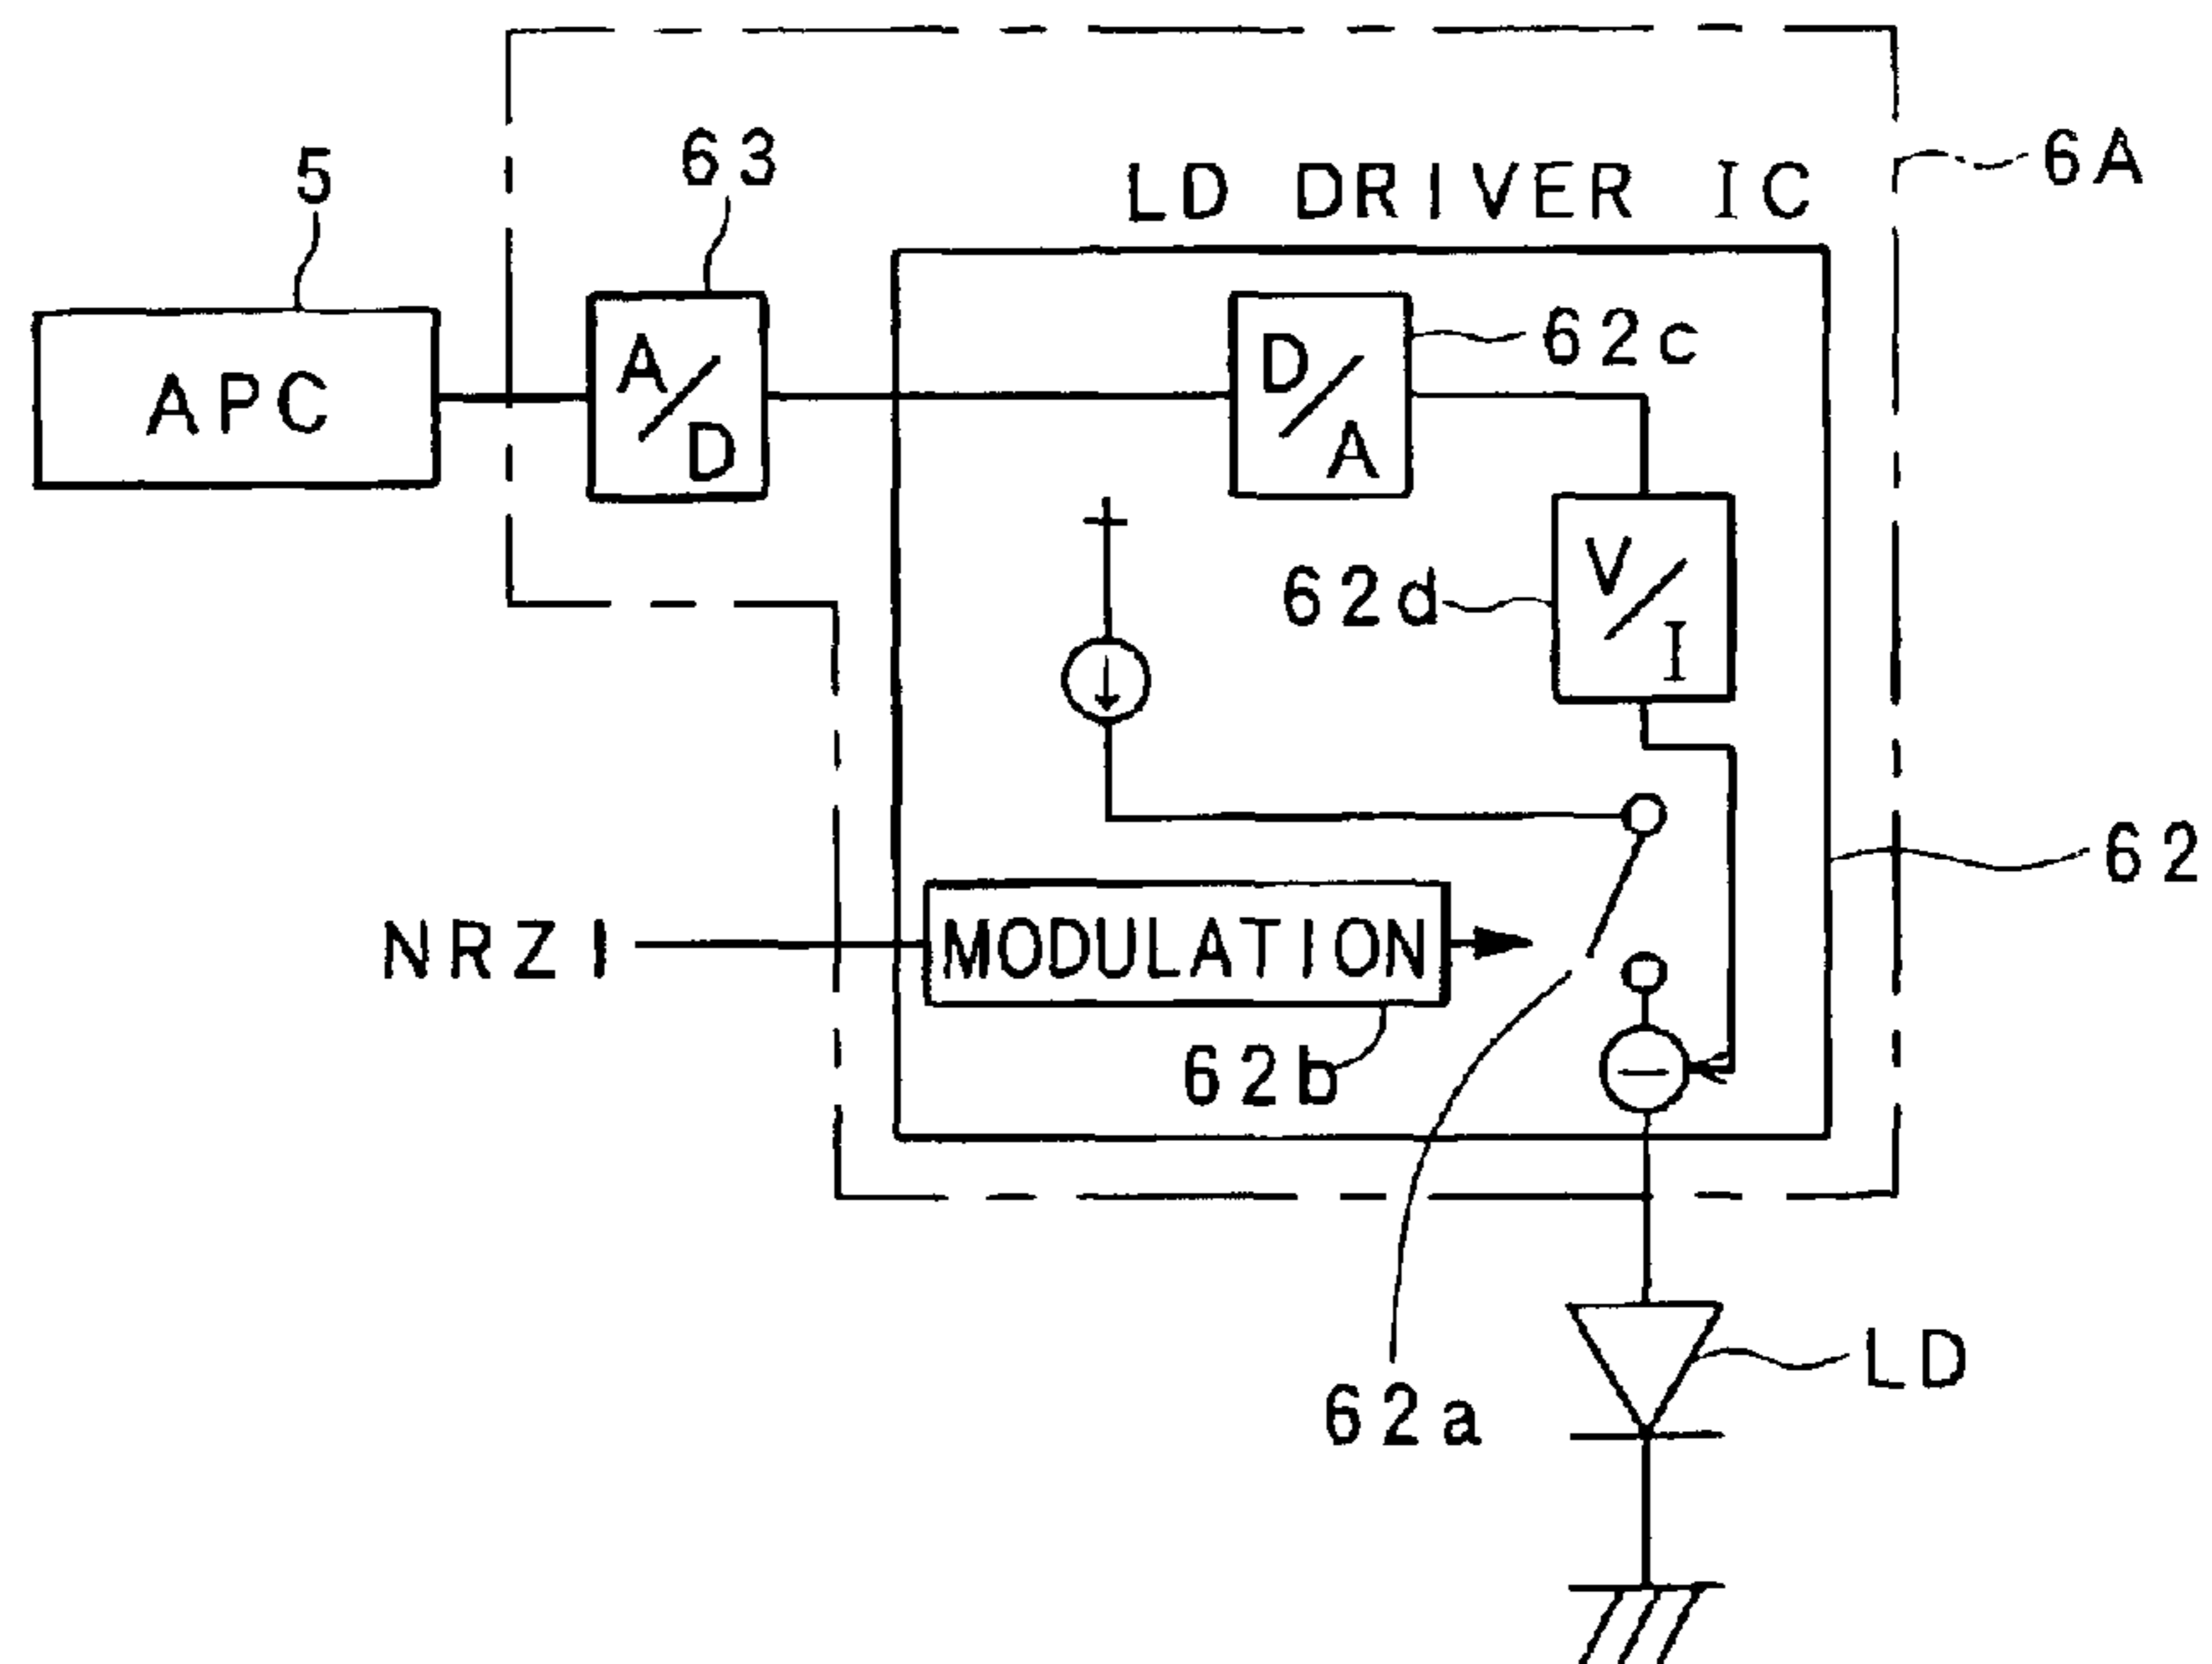 6A
63
5
LD DRIVER IC
62c
A/D
D/A
APC
V/I
62d
62
NRZI
MODULATION
62b
LD
62a